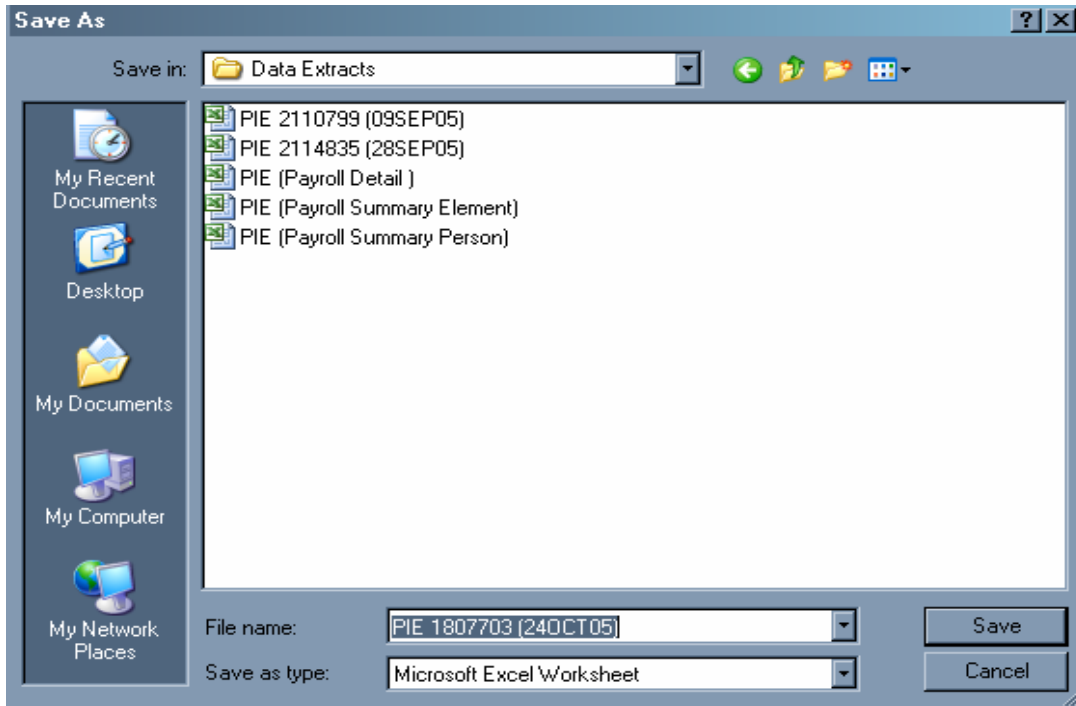 Save As
Save in:
Data Extracts
My Recent
Documents
Desktop
My Documents
My Computer
My Network
Places
PIE 2110799 (09SEP05)
PIE 2114835 (28SEP05)
PIE (Payroll Detail )
PIE (Payroll Summary Element)
PIE (Payroll Summary Person)
File name:
PIE 1807703 (24OCT05)
Save
Save as type:
Microsoft Excel Worksheet
Cancel